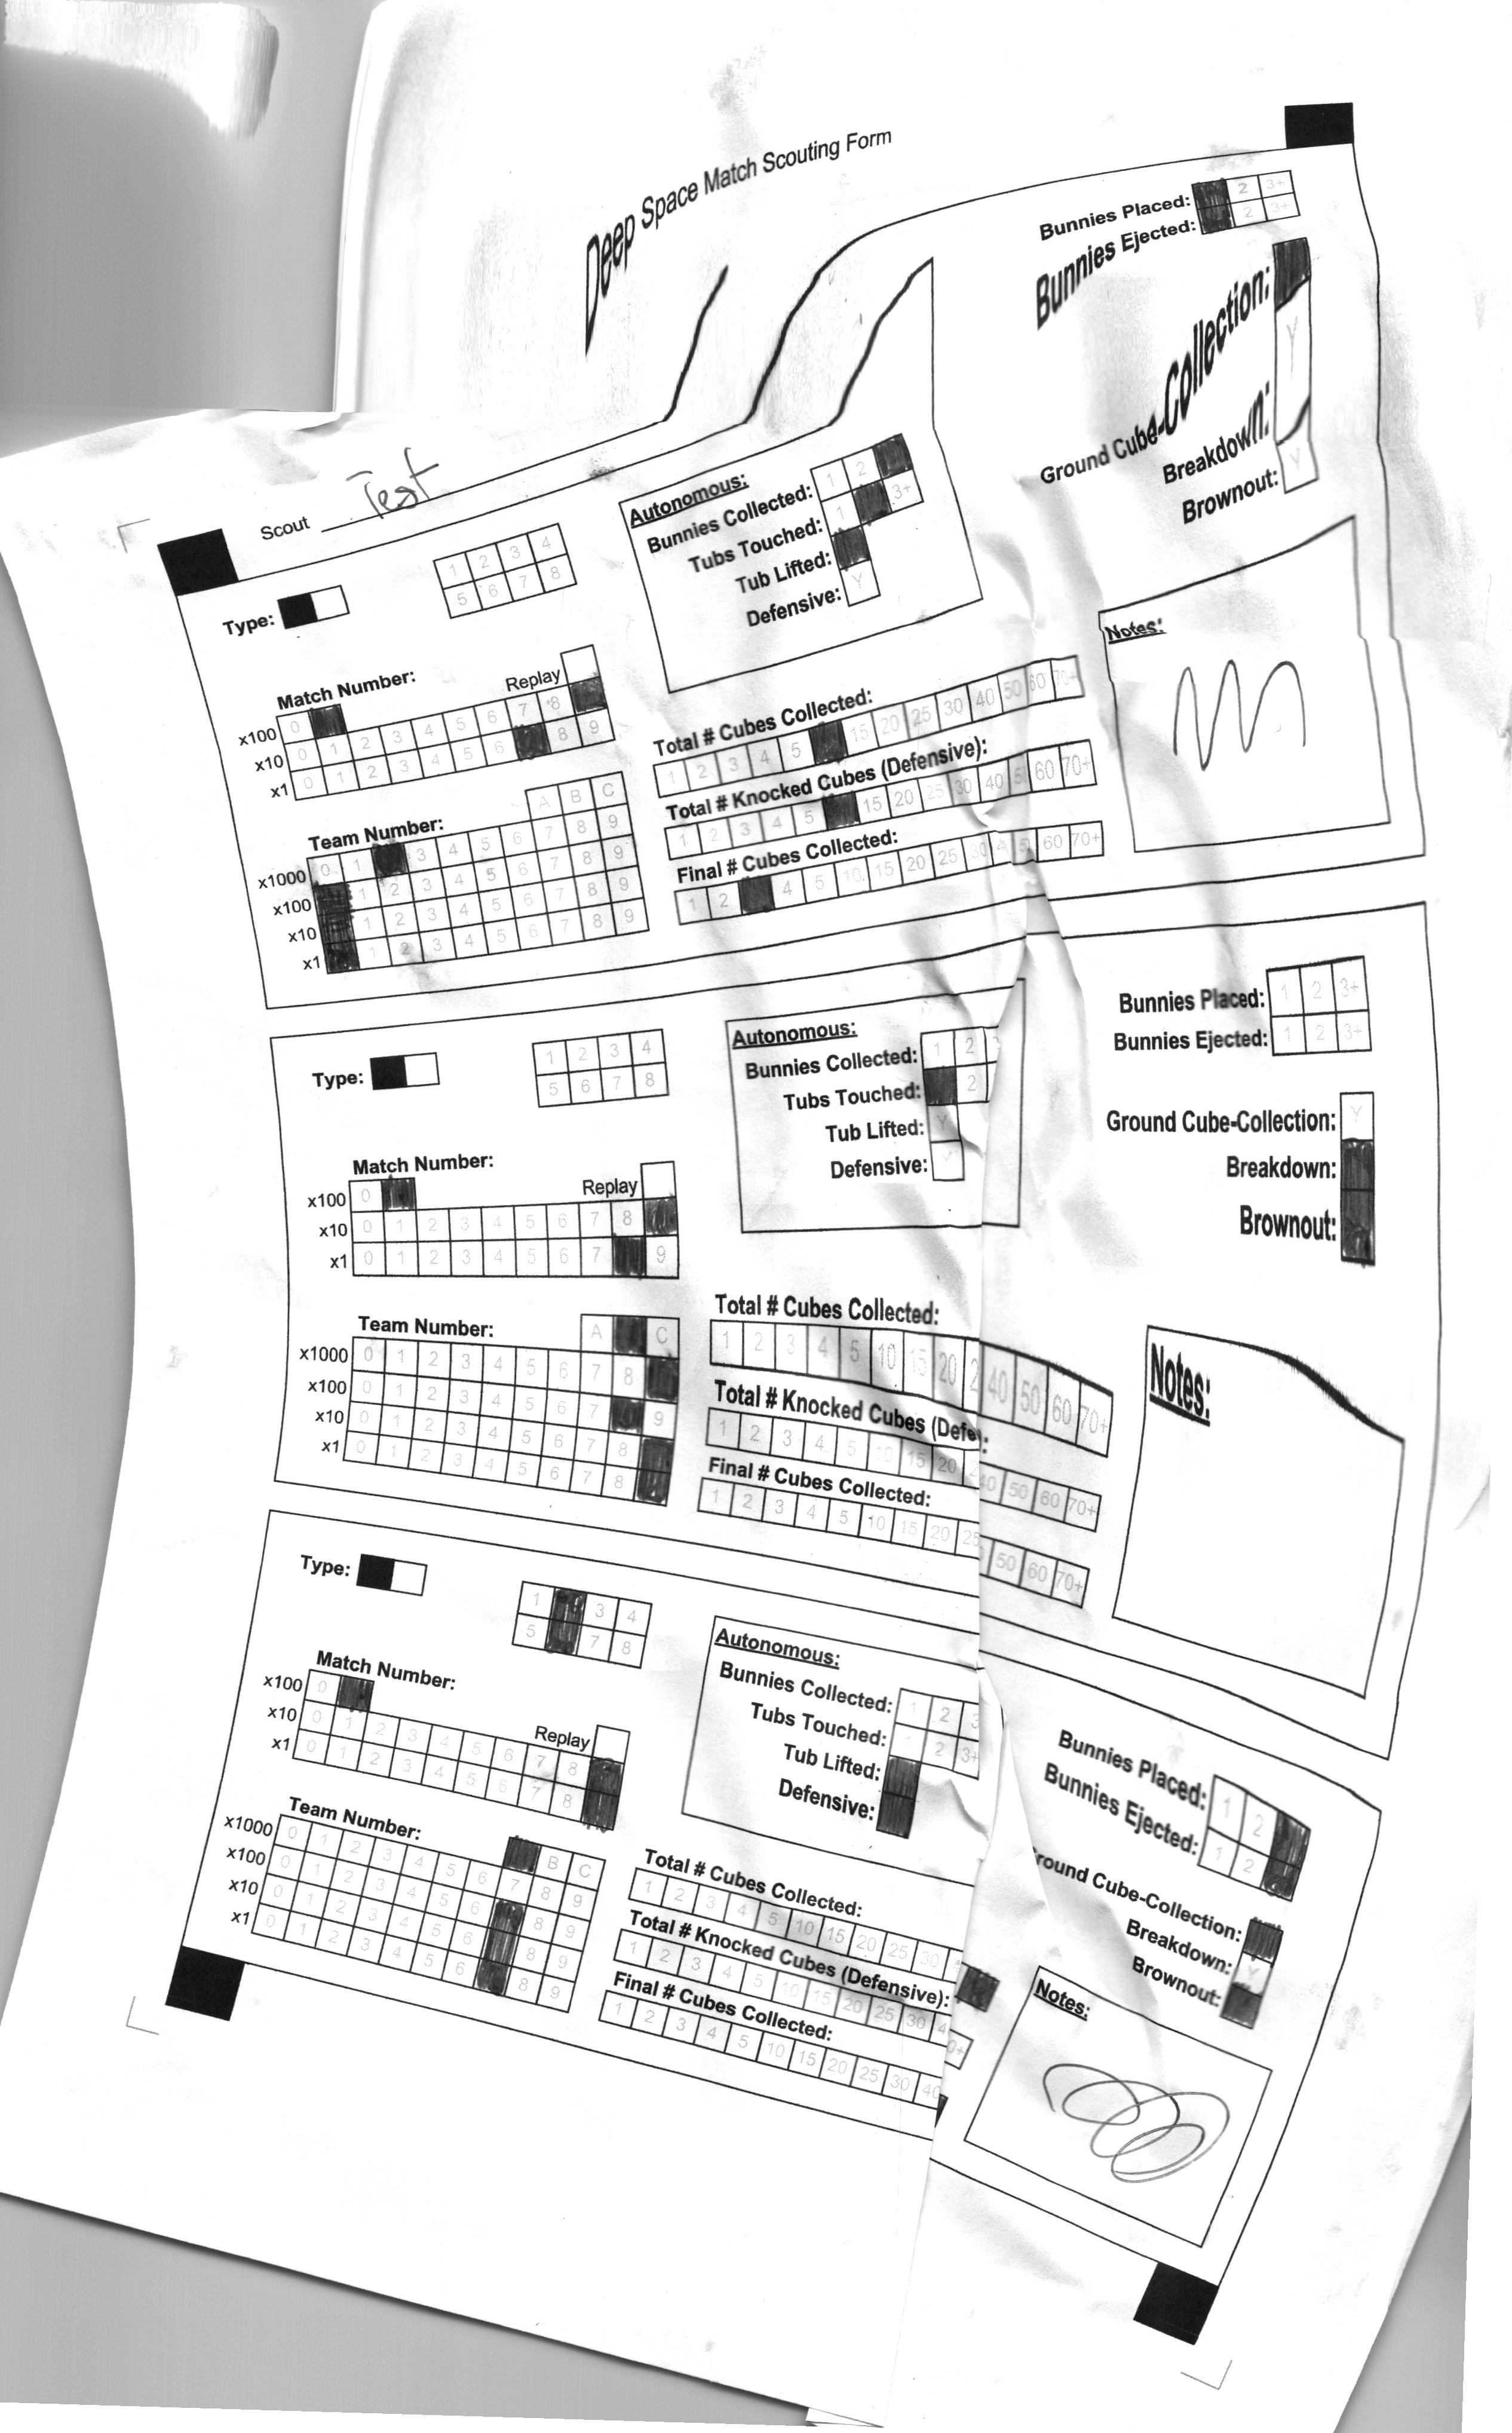 Deep Space Match Scouting Form
Scout Test
Type:
1 2 3 4
5 6 7 8
Match Number:
Replay
x100 0
x10 0 1 2 3 4 5 6 7 8
x1 0 1 2 3 4 5 6 8 9
Team Number:
A B C
x1000 0 1 3 4 5 6 7 8 9
x100 1 2 3 4 5 6 7 8 9
x10 1 2 3 4 5 6 7 8 9
x1 1 2 3 4 5 6 7 8 9
Autonomous:
Bunnies Collected: 1 2
Tubs Touched: 1 3+
Tub Lifted:
Defensive: Y
Total # Cubes Collected:
1 2 3 4 5 15 20 25 30 40 50 60 70+
Total # Knocked Cubes (Defensive):
1 2 3 4 5 15 20 25 30 40 5 60 70+
Final # Cubes Collected:
1 2 4 5 10 15 20 25 30 4 5 60 70+
Bunnies Placed: 2 3+
Bunnies Ejected: 2 3+
Ground Cube-Collection:
Breakdown: Y
Brownout: Y
Notes:
Type:
1 2 3 4
5 6 7 8
Match Number:
Replay
x100 0
x10 0 1 2 3 4 5 6 7 8
x1 0 1 2 3 4 5 6 7 9
Team Number:
A C
x1000 0 1 2 3 4 5 6 7 8
x100 0 1 2 3 4 5 6 7 9
x10 0 1 2 3 4 5 6 7 8
x1 0 1 2 3 4 5 6 7 8
Autonomous:
Bunnies Collected: 1 2
Tubs Touched: 2
Tub Lifted: Y
Defensive: Y
Total # Cubes Collected:
1 2 3 4 5 10 15 20 2 40 50 60 70+
Total # Knocked Cubes (Defe ):
1 2 3 4 5 10 15 20 2 40 50 60 70+
Final # Cubes Collected:
1 2 3 4 5 10 15 20 25 50 60 70+
Bunnies Placed: 1 2 3+
Bunnies Ejected: 1 2 3+
Ground Cube-Collection: Y
Breakdown:
Brownout:
Notes:
Type:
1 3 4
5 7 8
Match Number:
Replay
x100 0
x10 0 1 2 3 4 5 6 7 8
x1 0 1 2 3 4 5 6 7 8
Team Number:
B C
x1000 0 1 2 3 4 5 6 7 8 9
x100 0 1 2 3 4 5 6 8 9
x10 0 1 2 3 4 5 6 8 9
x1 0 1 2 3 4 5 6 8 9
Autonomous:
Bunnies Collected: 1 2 3
Tubs Touched: 1 2 3+
Tub Lifted:
Defensive:
Total # Cubes Collected:
1 2 3 4 5 10 15 20 25 30
Total # Knocked Cubes (Defensive):
1 2 3 4 5 10 15 20 25 30 4 0+
Final # Cubes Collected:
1 2 3 4 5 10 15 20 25 30 40
Bunnies Placed: 1 2
Bunnies Ejected: 1 2
round Cube-Collection:
Breakdown: Y
Brownout:
Notes: